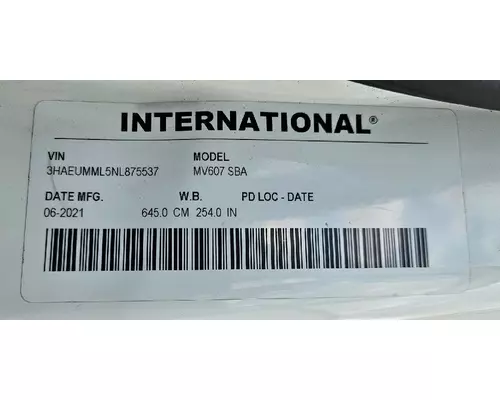 INTERNATIONAL®
VIN MODEL
3HAEUMML5NL875537 MV607 SBA
DATE MFG. W.B. PD LOC - DATE
06-2021 645.0 CM 254.0 IN